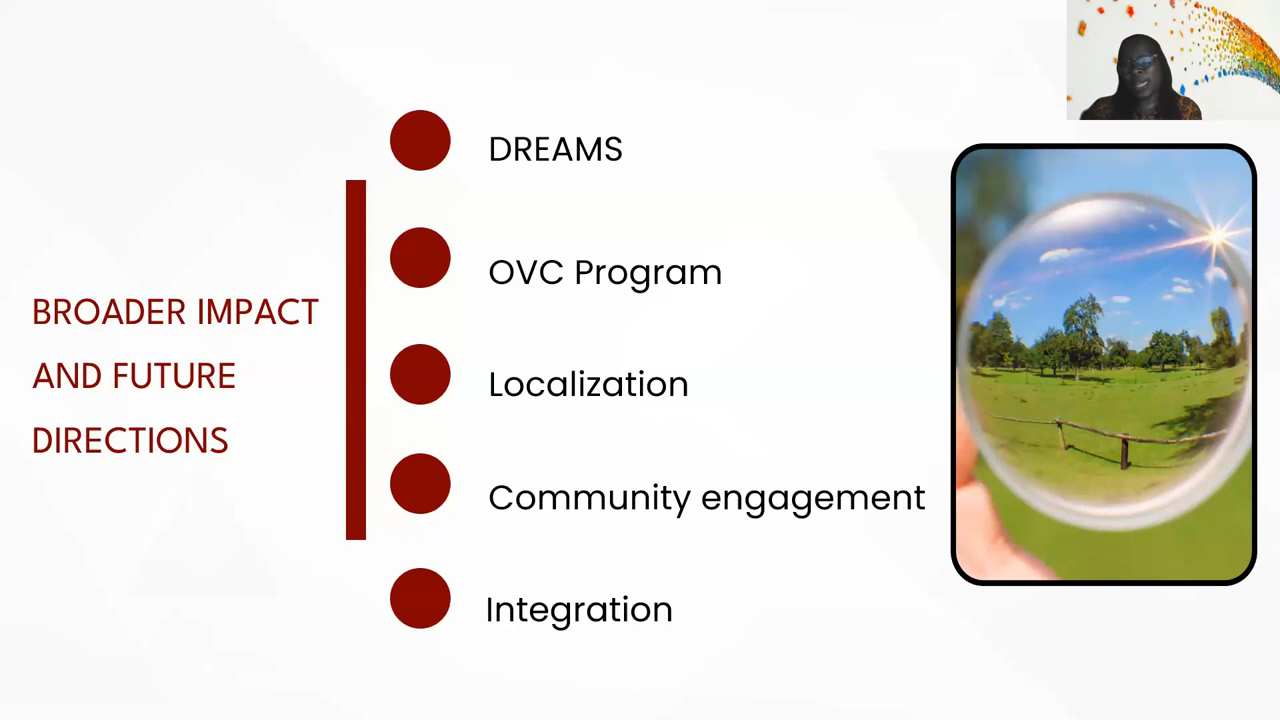 BROADER IMPACT
AND FUTURE
DIRECTIONS
DREAMS
OVC Program
Localization
Community engagement
Integration